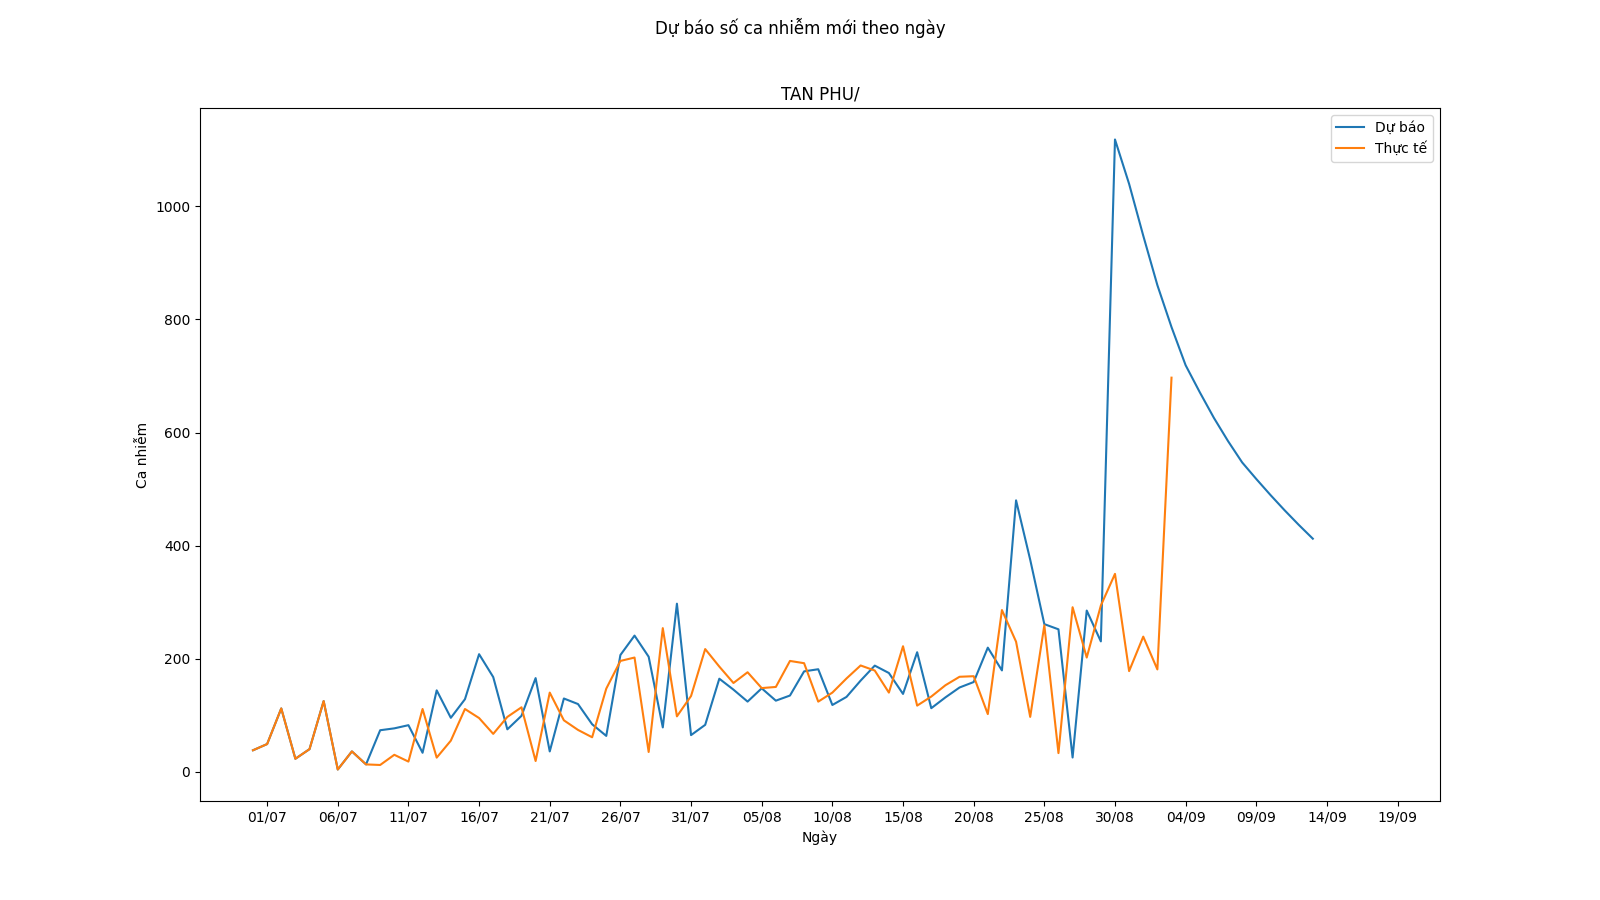 Dự báo số ca nhiễm mới theo ngày
TAN PHU/
Dự báo
Thực tế
1000
800
600
400
200
0
Ca nhiễm
01/07 06/07 11/07 16/07 21/07 26/07 31/07 05/08 10/08 15/08 20/08 25/08 30/08 04/09 09/09 14/09 19/09
Ngày